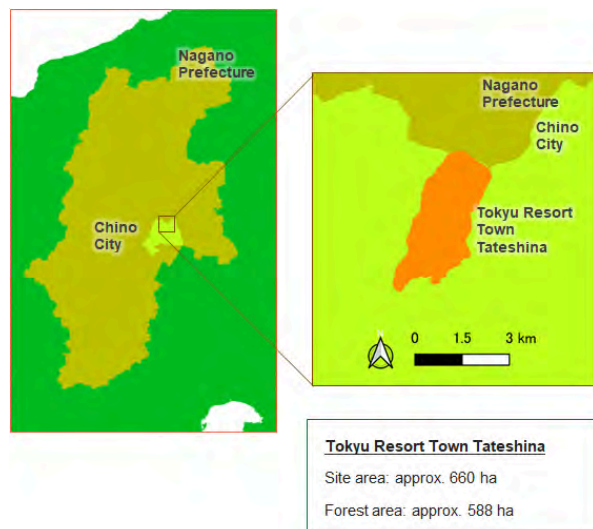 Nagano
Prefecture
Chino
City
Nagano
Prefecture
Chino
City
Tokyu Resort
Town
Tateshina
N
0 1.5 3 km
Tokyu Resort Town Tateshina
Site area: approx. 660 ha
Forest area: approx. 588 ha